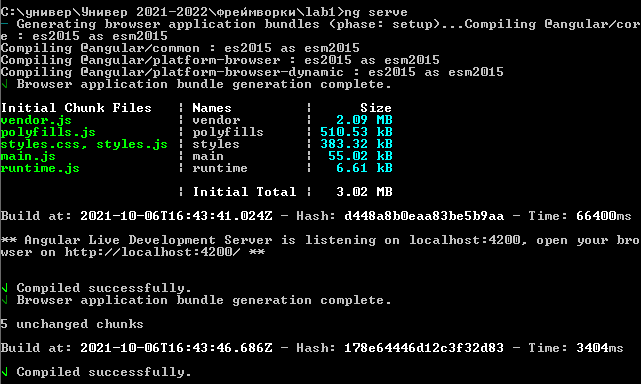 C:\универ\Универ 2021-2022\фреймворки\lab1>ng serve
- Generating browser application bundles (phase: setup)...Compiling @angular/cor
e : es2015 as esm2015
Compiling @angular/common : es2015 as esm2015
Compiling @angular/platform-browser : es2015 as esm2015
Compiling @angular/platform-browser-dynamic : es2015 as esm2015
√ Browser application bundle generation complete.
Initial Chunk Files | Names | Size
vendor.js | vendor | 2.09 MB
polyfills.js | polyfills | 510.53 kB
styles.css, styles.js | styles | 383.32 kB
main.js | main | 55.02 kB
runtime.js | runtime | 6.61 kB
| Initial Total | 3.02 MB
Build at: 2021-10-06T16:43:41.024Z - Hash: d448a8b0eaa83be5b9aa - Time: 66400ms
** Angular Live Development Server is listening on localhost:4200, open your bro
wser on http://localhost:4200/ **
√ Compiled successfully.
√ Browser application bundle generation complete.
5 unchanged chunks
Build at: 2021-10-06T16:43:46.686Z - Hash: 178e64446d12c3f32d83 - Time: 3404ms
√ Compiled successfully.